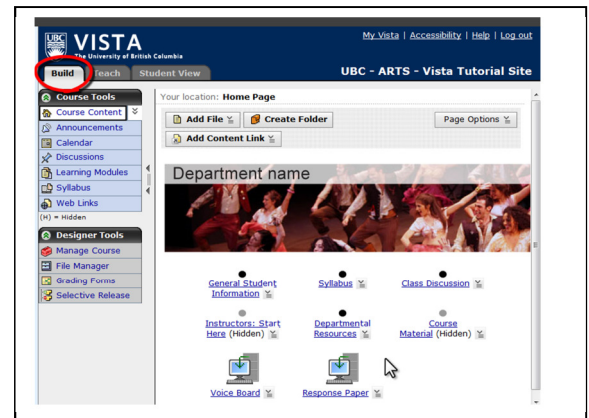 My Vista | Accessibility | Help | Log out
UBC
VISTA
The University of British Columbia
Build
Teach
Student View
UBC - ARTS - Vista Tutorial Site
Course Tools
Course Content
Announcements
Calendar
Discussions
Learning Modules
Syllabus
Web Links
(H) = Hidden
Designer Tools
Manage Course
File Manager
Grading Forms
Selective Release
Your location: Home Page
Add File
Create Folder
Page Options
Add Content Link
Department name
General Student
Information
Syllabus
Class Discussion
Instructors: Start
Here (Hidden)
Departmental
Resources
Course
Material (Hidden)
Voice Board
Response Paper